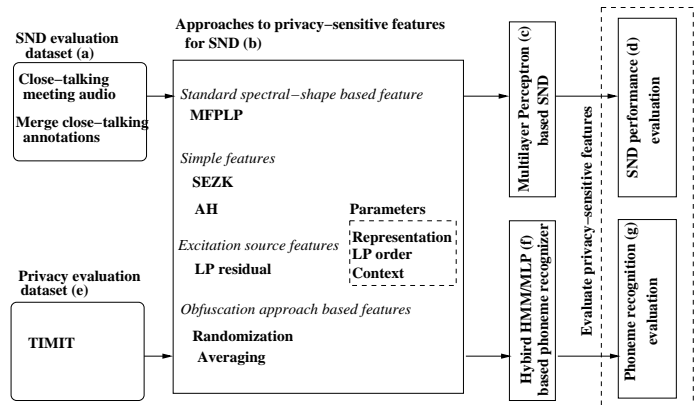 SND evaluation
dataset (a)
Close−talking
meeting audio
Merge close−talking
annotations
Privacy evaluation
dataset (e)
TIMIT
Approaches to privacy−sensitive features
for SND (b)
Standard spectral−shape based feature
MFPLP
Simple features
SEZK
AH
Parameters
Representation
LP order
Context
Excitation source features
LP residual
Obfuscation approach based features
Randomization
Averaging
Multilayer Perceptron (c)
based SND
Hybird HMM/MLP (f)
based phoneme recognizer
Evaluate privacy−sensitive features
SND performance (d)
evaluation
Phoneme recognition (g)
evaluation